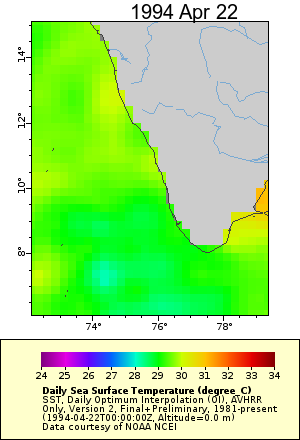 1994 Apr 22
14°
12°
10°
8°
74° 76° 78°
24 25 26 27 28 29 30 31 32 33 34
Daily Sea Surface Temperature (degree_C)
SST, Daily Optimum Interpolation (OI), AVHRR
Only, Version 2, Final+Preliminary, 1981-present
(1994-04-22T00:00:00Z, Altitude=0.0 m)
Data courtesy of NOAA NCEI